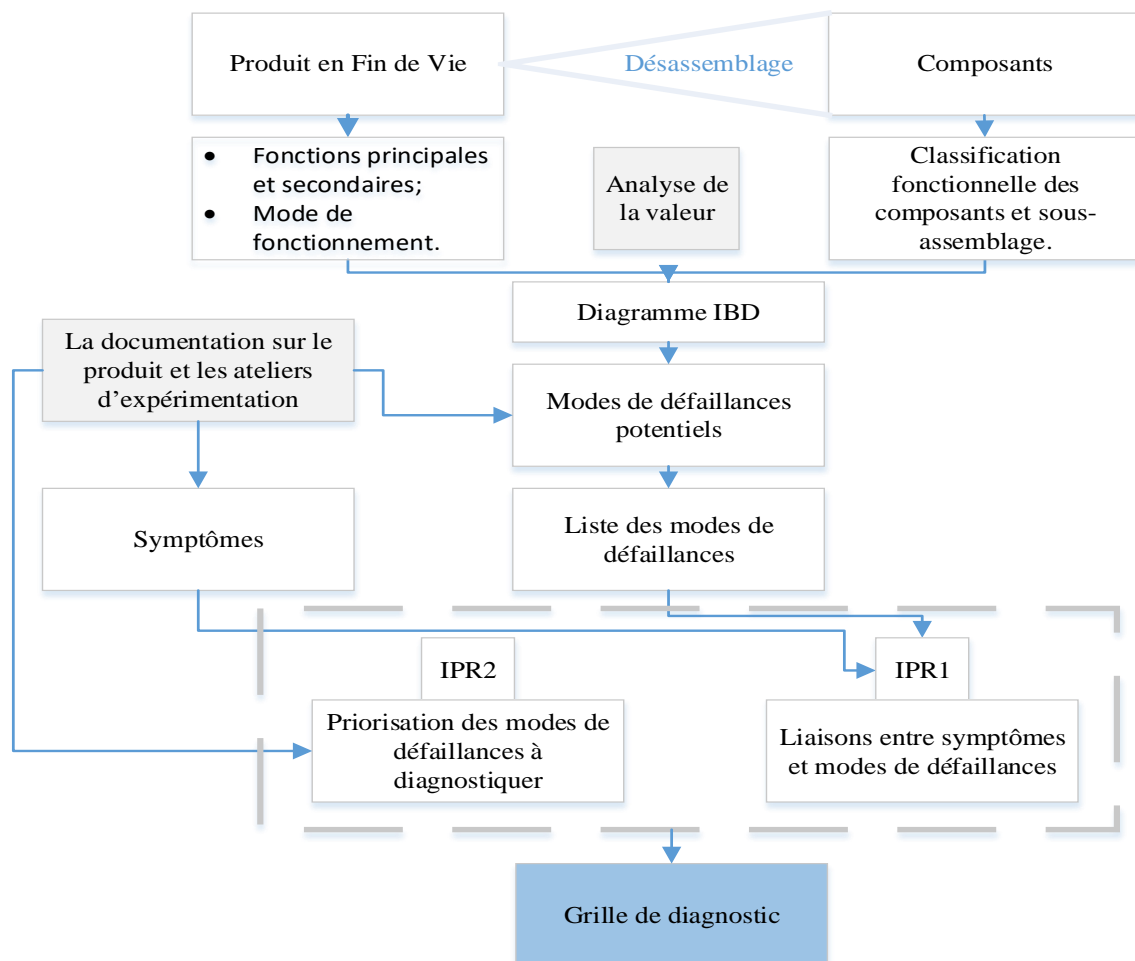 Produit en Fin de Vie
Désassemblage
Composants
• Fonctions principales
et secondaires;
• Mode de
fonctionnement.
Analyse de
la valeur
Classification
fonctionnelle des
composants et sous-
assemblage.
Diagramme IBD
La documentation sur le
produit et les ateliers
d’expérimentation
Modes de défaillances
potentiels
Symptômes
Liste des modes de
défaillances
IPR2
Priorisation des modes de
défaillances à
diagnostiquer
IPR1
Liaisons entre symptômes
et modes de défaillances
Grille de diagnostic